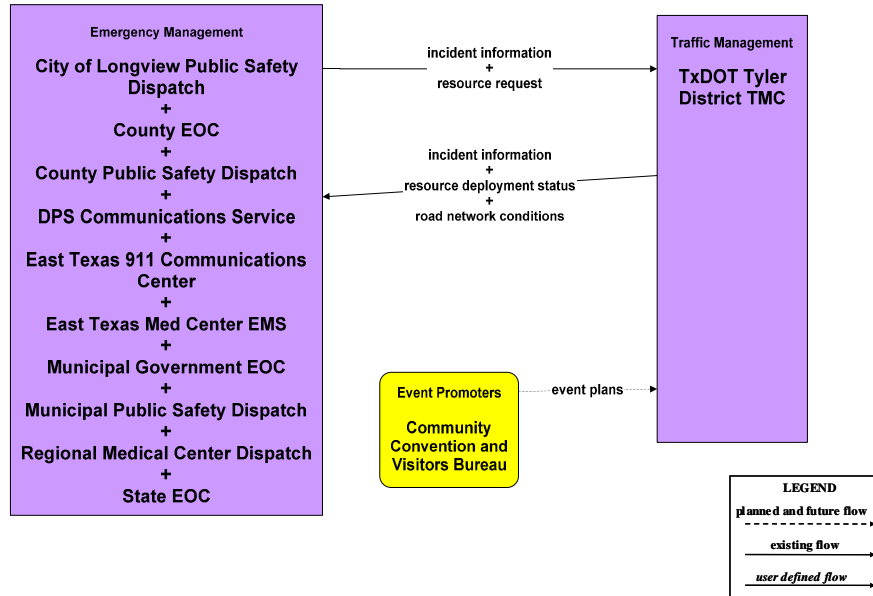 Emergency Management
City of Longview Public Safety
Dispatch
+
County EOC
+
County Public Safety Dispatch
+
DPS Communications Service
+
East Texas 911 Communications
Center
+
East Texas Med Center EMS
+
Municipal Government EOC
+
Municipal Public Safety Dispatch
+
Regional Medical Center Dispatch
+
State EOC
incident information
+
resource request
incident information
+
resource deployment status
+
road network conditions
Traffic Management
TxDOT Tyler
District TMC
Event Promoters
Community
Convention and
Visitors Bureau
event plans
LEGEND
planned and future flow
existing flow
user defined flow